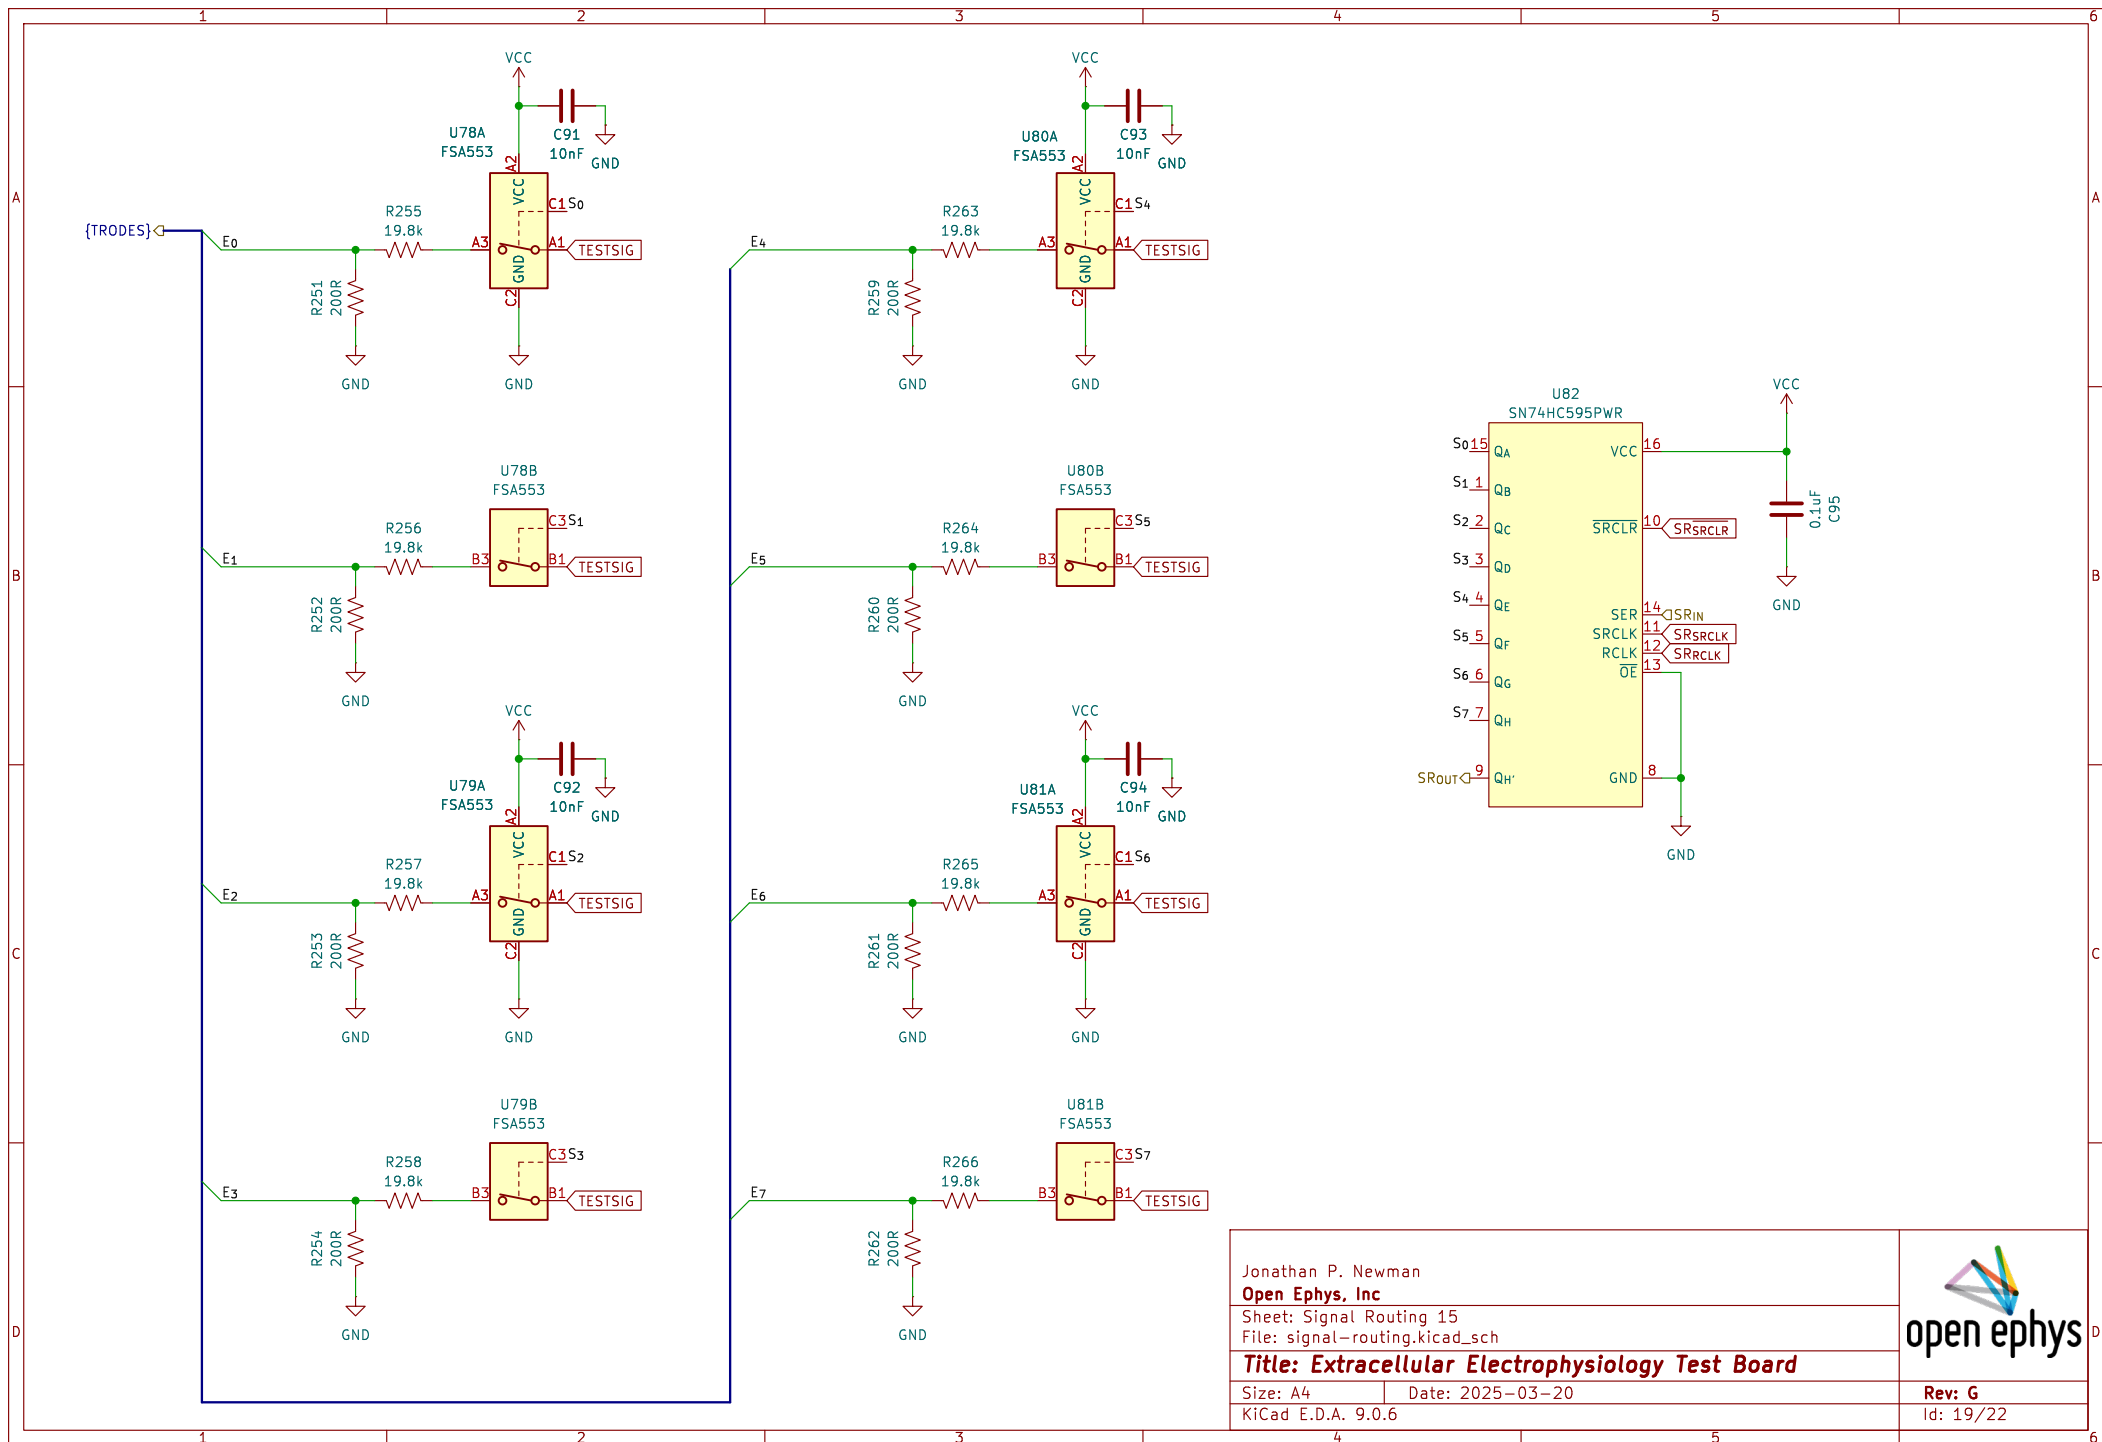 1 2 3 4 5 6
A
B
C
D
{TRODES}
VCC
C91
10nF
GND
U78A
FSA553
A2
VCC
C1
S0
E0
R255
19.8k
A3
A1
TESTSIG
GND
C2
R251
200R
GND
GND
U78B
FSA553
C3
S1
E1
R256
19.8k
B3
B1
TESTSIG
R252
200R
GND
VCC
C92
10nF
GND
U79A
FSA553
A2
VCC
C1
S2
E2
R257
19.8k
A3
A1
TESTSIG
GND
C2
R253
200R
GND
GND
U79B
FSA553
C3
S3
E3
R258
19.8k
B3
B1
TESTSIG
R254
200R
GND
VCC
C93
10nF
GND
U80A
FSA553
A2
VCC
C1
S4
E4
R263
19.8k
A3
A1
TESTSIG
GND
C2
R259
200R
GND
GND
U80B
FSA553
C3
S5
E5
R264
19.8k
B3
B1
TESTSIG
R260
200R
GND
VCC
C94
10nF
GND
U81A
FSA553
A2
VCC
C1
S6
E6
R265
19.8k
A3
A1
TESTSIG
GND
C2
R261
200R
GND
GND
U81B
FSA553
C3
S7
E7
R266
19.8k
B3
B1
TESTSIG
R262
200R
GND
U82
SN74HC595PWR
S0 15 QA
S1 1 QB
S2 2 QC
S3 3 QD
S4 4 QE
S5 5 QF
S6 6 QG
S7 7 QH
SROUT 9 QH'
VCC 16
SRCLR 10 SRSRCLR
SER 14 SRIN
SRCLK 11 SRSRCLK
RCLK 12 SRRCLK
OE 13
GND 8
GND
VCC
0.1uF
C95
GND
Jonathan P. Newman
Open Ephys, Inc
Sheet: Signal Routing 15
File: signal-routing.kicad_sch
Title: Extracellular Electrophysiology Test Board
Size: A4
Date: 2025-03-20
KiCad E.D.A. 9.0.6
open ephys
Rev: G
Id: 19/22
A
B
C
D
1 2 3 4 5 6